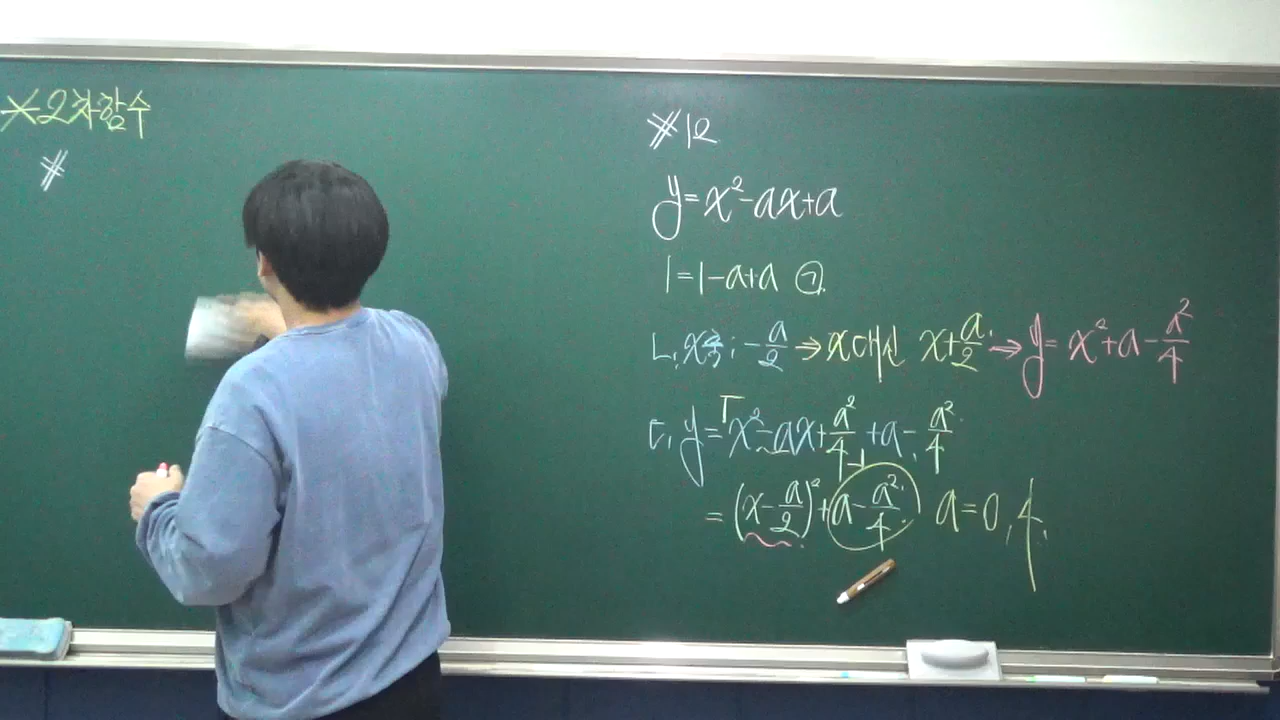 ※2차함수
#
#12
y=x²-ax+a
1=1-a+a ㉠
ㄴ, x축; -a/2 ⇒ x대신 x+a/2 ⇒ y=x²+a-a²/4
ㄷ, y=x²-ax+a²/4+a-a²/4
=(x-a/2)²+a-a²/4 a=0, 4